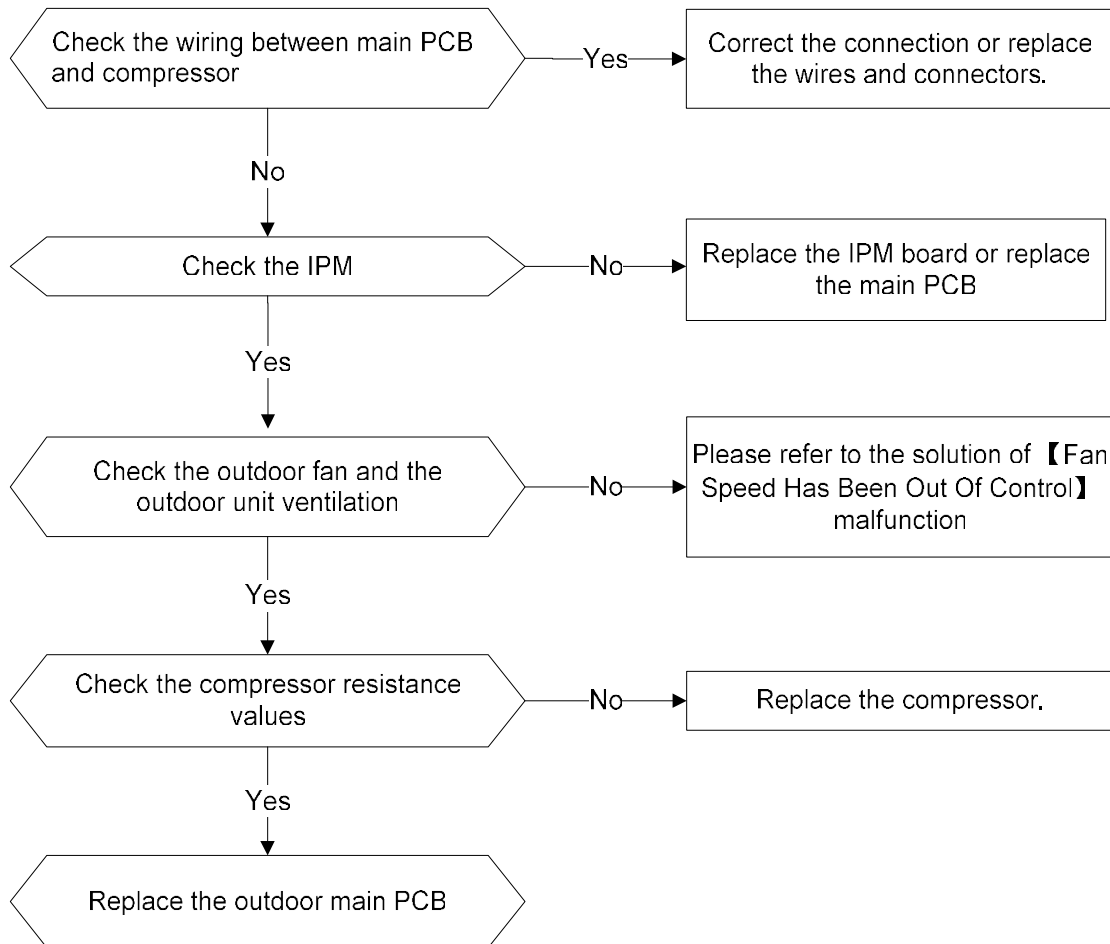 Check the wiring between main PCB
and compressor
Yes
Correct the connection or replace
the wires and connectors.
No
Check the IPM
No
Replace the IPM board or replace
the main PCB
Yes
Check the outdoor fan and the
outdoor unit ventilation
No
Please refer to the solution of 【Fan
Speed Has Been Out Of Control】
malfunction
Yes
Check the compressor resistance
values
No
Replace the compressor.
Yes
Replace the outdoor main PCB